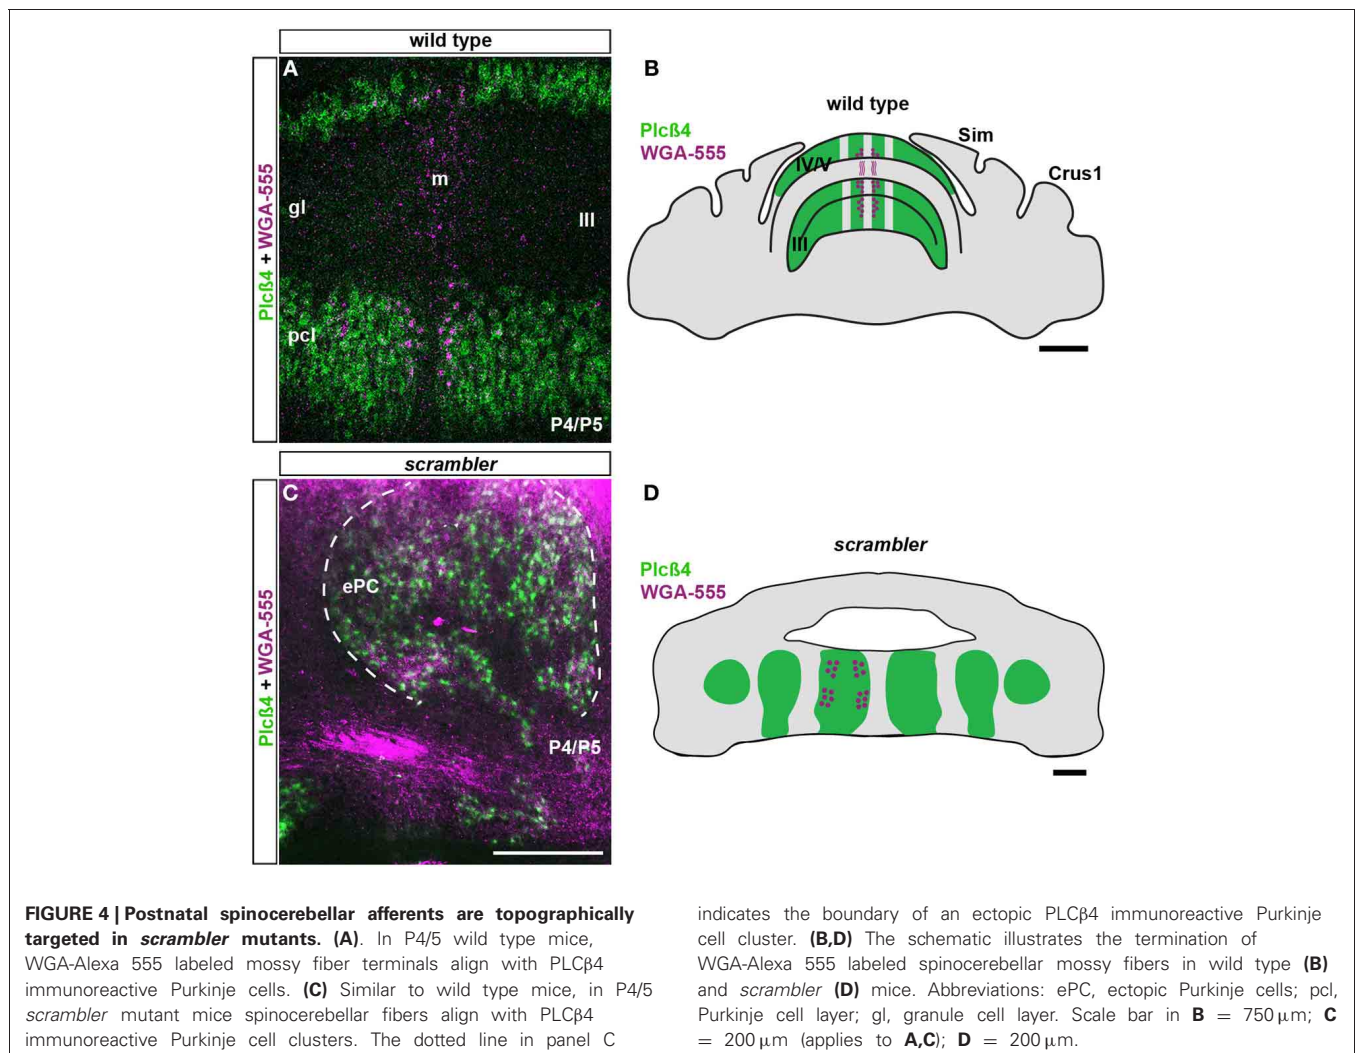 wild type
Plcß4 + WGA-555
A
m
gl
III
pcl
P4/P5
B
wild type
Plcß4
WGA-555
Sim
Crus1
IV/V
III
scrambler
Plcß4 + WGA-555
C
ePC
P4/P5
D
scrambler
Plcß4
WGA-555
FIGURE 4 | Postnatal spinocerebellar afferents are topographically
targeted in scrambler mutants. (A). In P4/5 wild type mice,
WGA-Alexa 555 labeled mossy fiber terminals align with PLCβ4
immunoreactive Purkinje cells. (C) Similar to wild type mice, in P4/5
scrambler mutant mice spinocerebellar fibers align with PLCβ4
immunoreactive Purkinje cell clusters. The dotted line in panel C
indicates the boundary of an ectopic PLCβ4 immunoreactive Purkinje
cell cluster. (B,D) The schematic illustrates the termination of
WGA-Alexa 555 labeled spinocerebellar mossy fibers in wild type (B)
and scrambler (D) mice. Abbreviations: ePC, ectopic Purkinje cells; pcl,
Purkinje cell layer; gl, granule cell layer. Scale bar in B = 750 μm; C
= 200 μm (applies to A,C); D = 200 μm.